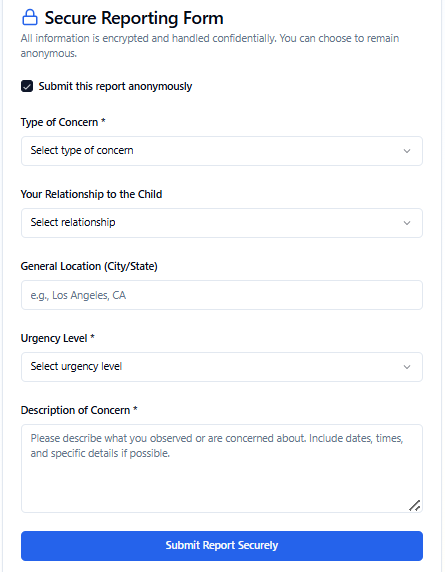 Secure Reporting Form
All information is encrypted and handled confidentially. You can choose to remain
anonymous.
Submit this report anonymously
Type of Concern *
Select type of concern
Your Relationship to the Child
Select relationship
General Location (City/State)
e.g., Los Angeles, CA
Urgency Level *
Select urgency level
Description of Concern *
Please describe what you observed or are concerned about. Include dates, times,
and specific details if possible.
Submit Report Securely